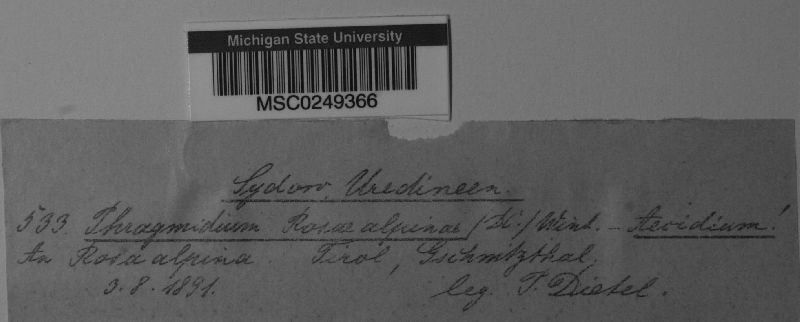 Michigan State University
MSC0249366
Sydow, Uredineen.
533. Phragmidium Rosae alpinae (DC.) Wint. - Aecidium!
An Rosa alpina. Tirol, Gschnitzthal.
3. 8. 1891. leg. P. Dietel.